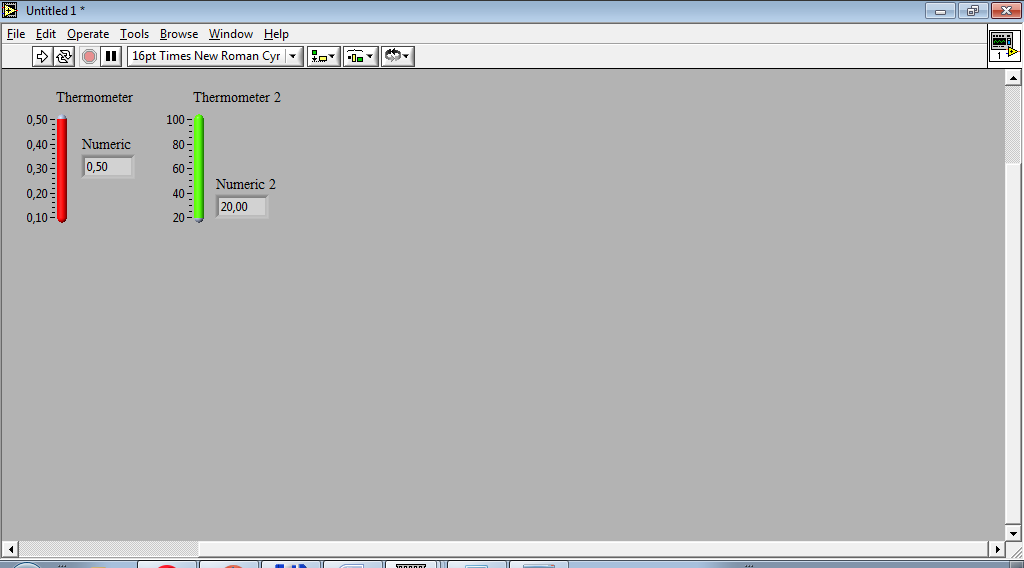 Untitled 1 *
File Edit Operate Tools Browse Window Help
16pt Times New Roman Cyr
1
Thermometer
0,50
0,40
0,30
0,20
0,10
Numeric
0,50
Thermometer 2
100
80
60
40
20
Numeric 2
20,00